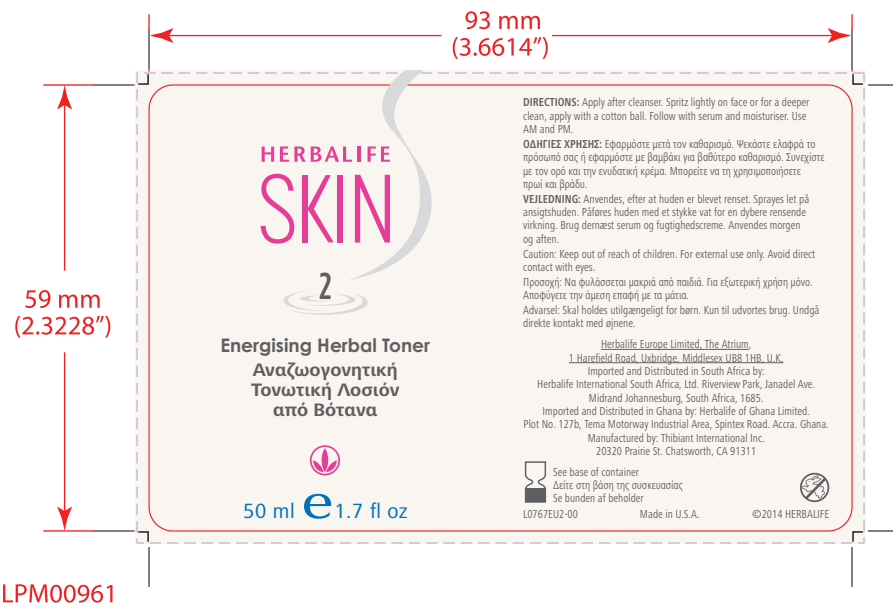 93 mm
(3.6614”)
59 mm
(2.3228”)
HERBALIFE
SKIN
2
Energising Herbal Toner
Αναζωογονητική
Τονωτική Λοσιόν
από Βότανα
50 ml e 1.7 fl oz
DIRECTIONS: Apply after cleanser. Spritz lightly on face or for a deeper
clean, apply with a cotton ball. Follow with serum and moisturiser. Use
AM and PM.
ΟΔΗΓΙΕΣ ΧΡΗΣΗΣ: Εφαρμόστε μετά τον καθαρισμό. Ψεκάστε ελαφρά το
πρόσωπό σας ή εφαρμόστε με βαμβάκι για βαθύτερο καθαρισμό. Συνεχίστε
με τον ορό και την ενυδατική κρέμα. Μπορείτε να τη χρησιμοποιήσετε
πρωί και βράδυ.
VEJLEDNING: Anvendes, efter at huden er blevet renset. Sprayes let på
ansigtshuden. Påføres huden med et stykke vat for en dybere rensende
virkning. Brug dernæst serum og fugtighedscreme. Anvendes morgen
og aften.
Caution: Keep out of reach of children. For external use only. Avoid direct
contact with eyes.
Προσοχή: Να φυλάσσεται μακριά από παιδιά. Για εξωτερική χρήση μόνο.
Αποφύγετε την άμεση επαφή με τα μάτια.
Advarsel: Skal holdes utilgængeligt for børn. Kun til udvortes brug. Undgå
direkte kontakt med øjnene.
Herbalife Europe Limited, The Atrium,
1 Harefield Road, Uxbridge, Middlesex UB8 1HB, U.K.
Imported and Distributed in South Africa by:
Herbalife International South Africa, Ltd. Riverview Park, Janadel Ave.
Midrand Johannesburg, South Africa, 1685.
Imported and Distributed in Ghana by: Herbalife of Ghana Limited.
Plot No. 127b, Tema Motorway Industrial Area, Spintex Road. Accra. Ghana.
Manufactured by: Thibiant International Inc.
20320 Prairie St. Chatsworth, CA 91311
See base of container
Δείτε στη βάση της συσκευασίας
Se bunden af beholder
L0767EU2-00 Made in U.S.A. ©2014 HERBALIFE
LPM00961